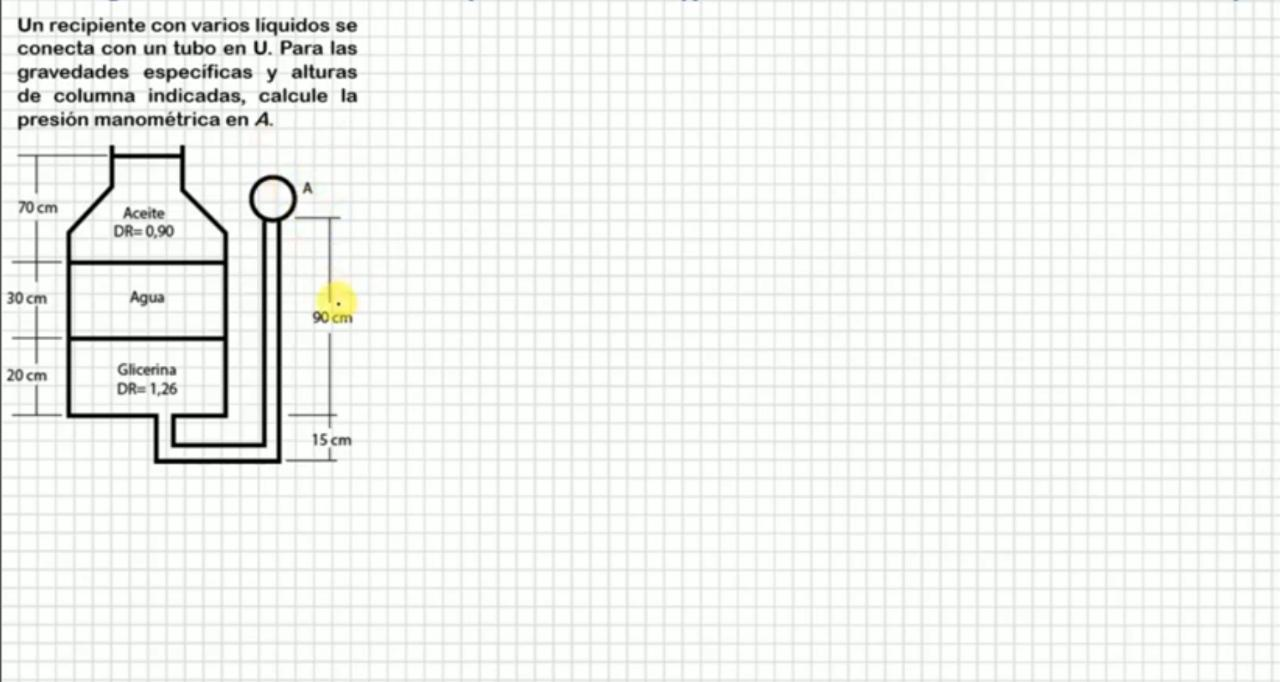 Un recipiente con varios líquidos se
conecta con un tubo en U. Para las
gravedades específicas y alturas
de columna indicadas, calcule la
presión manométrica en A.
A
70 cm
Aceite
DR= 0,90
30 cm
Agua
90 cm
20 cm
Glicerina
DR= 1,26
15 cm